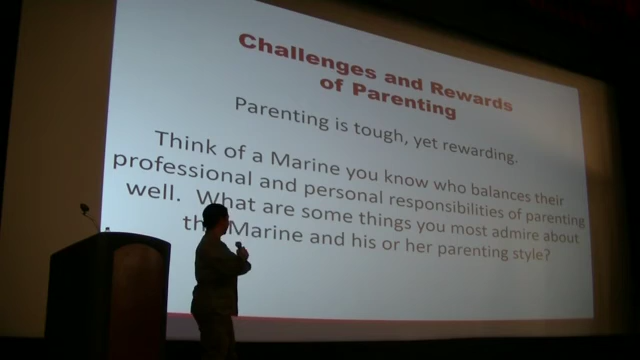 Challenges and Rewards
of Parenting
Parenting is tough, yet rewarding.
Think of a Marine you know who balances their
professional and personal responsibilities of parenting
well. What are some things you most admire about
the Marine and his or her parenting style?